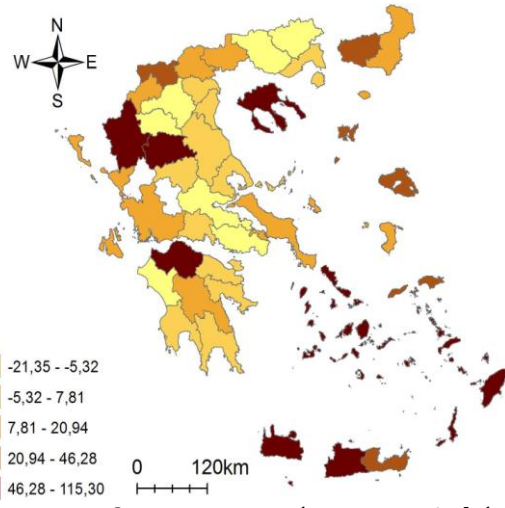 N
W E
S
-21,35 - -5,32
-5,32 - 7,81
7,81 - 20,94
20,94 - 46,28
46,28 - 115,30
0 120km